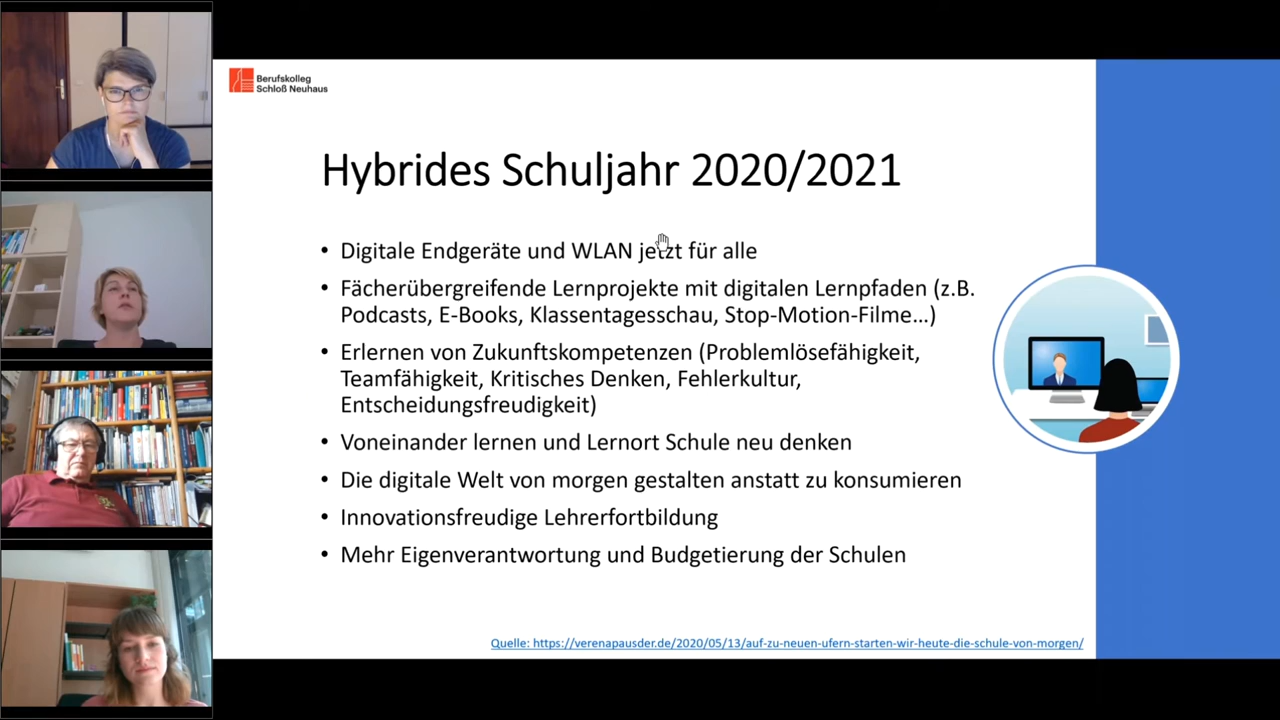 Berufskolleg
Schloß Neuhaus
Hybrides Schuljahr 2020/2021
• Digitale Endgeräte und WLAN jetzt für alle
• Fächerübergreifende Lernprojekte mit digitalen Lernpfaden (z.B.
Podcasts, E-Books, Klassentagesschau, Stop-Motion-Filme…)
• Erlernen von Zukunftskompetenzen (Problemlösefähigkeit,
Teamfähigkeit, Kritisches Denken, Fehlerkultur,
Entscheidungsfreudigkeit)
• Voneinander lernen und Lernort Schule neu denken
• Die digitale Welt von morgen gestalten anstatt zu konsumieren
• Innovationsfreudige Lehrerfortbildung
• Mehr Eigenverantwortung und Budgetierung der Schulen
Quelle: https://verenapausder.de/2020/05/13/auf-zu-neuen-ufern-starten-wir-heute-die-schule-von-morgen/